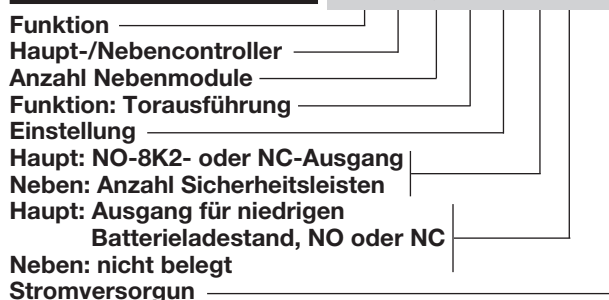 Funktion
Haupt-/Nebencontroller
Anzahl Nebenmodule
Funktion: Torausführung
Einstellung
Haupt: NO-8K2- oder NC-Ausgang
Neben: Anzahl Sicherheitsleisten
Haupt: Ausgang für niedrigen
Batterieladestand, NO oder NC
Neben: nicht belegt
Stromversorgun